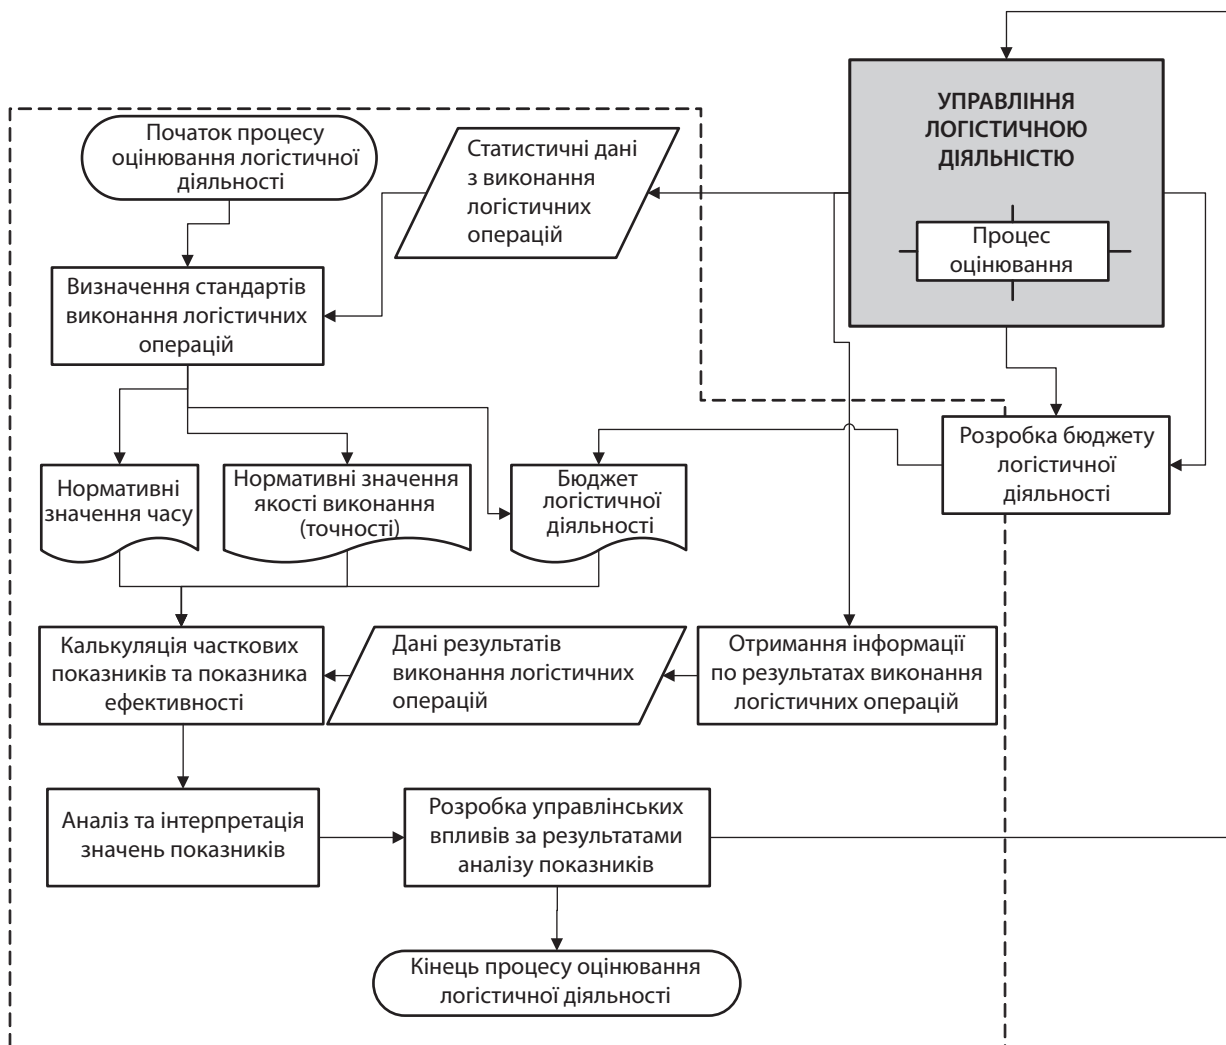 УПРАВЛІННЯ
ЛОГІСТИЧНОЮ
ДІЯЛЬНІСТЮ
Процес
оцінювання
Початок процесу
оцінювання логістичної
діяльності
Статистичні дані
з виконання
логістичних
операцій
Визначення стандартів
виконання логістичних
операцій
Розробка бюджету
логістичної
діяльності
Нормативні
значення часу
Нормативні значення
якості виконання
(точності)
Бюджет
логістичної
діяльності
Калькуляція часткових
показників та показника
ефективності
Дані результатів
виконання логістичних
операцій
Отримання інформації
по результатах виконання
логістичних операцій
Аналіз та інтерпретація
значень показників
Розробка управлінських
впливів за результатами
аналізу показників
Кінець процесу оцінювання
логістичної діяльності